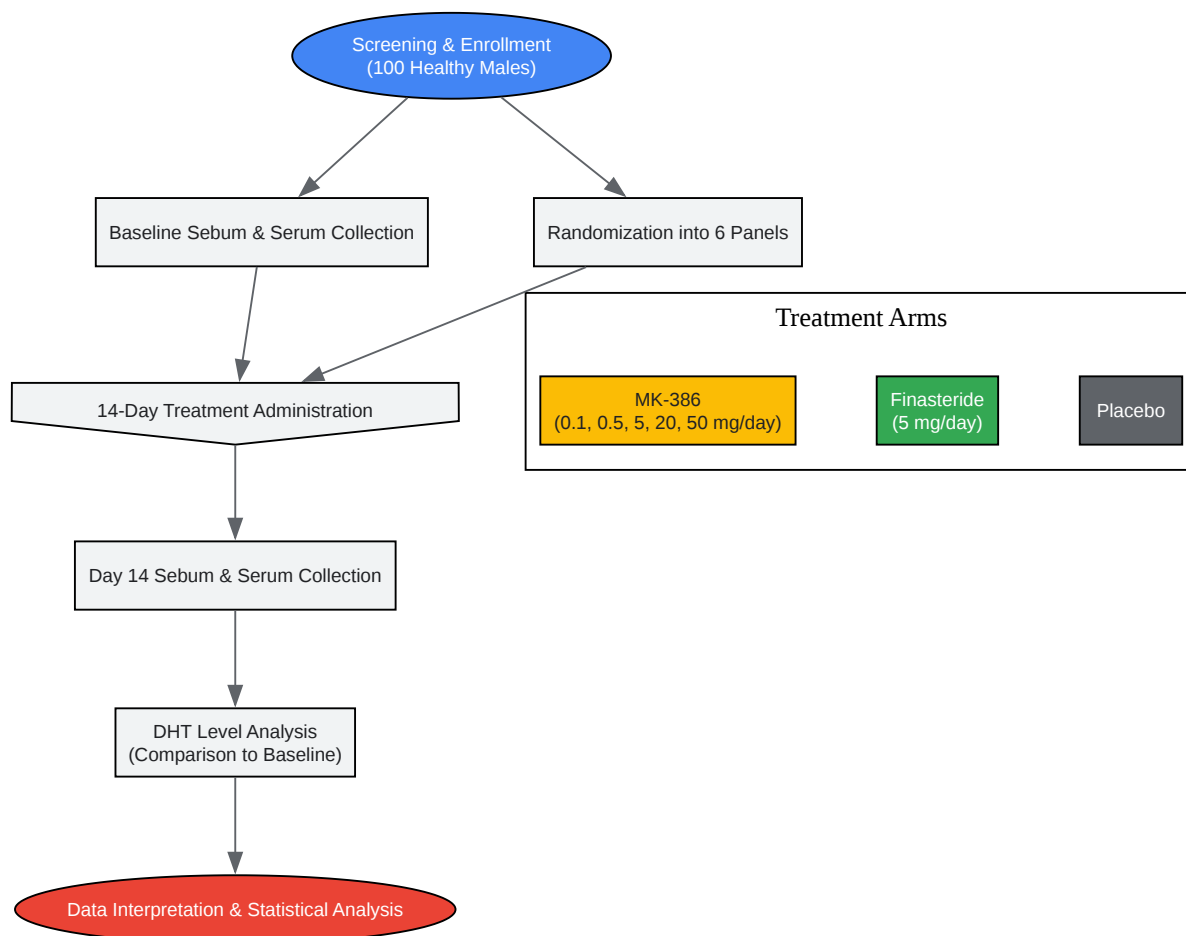 Screening & Enrollment
(100 Healthy Males)
Baseline Sebum & Serum Collection
Randomization into 6 Panels
Treatment Arms
MK-386
(0.1, 0.5, 5, 20, 50 mg/day)
Finasteride
(5 mg/day)
Placebo
14-Day Treatment Administration
Day 14 Sebum & Serum Collection
DHT Level Analysis
(Comparison to Baseline)
Data Interpretation & Statistical Analysis